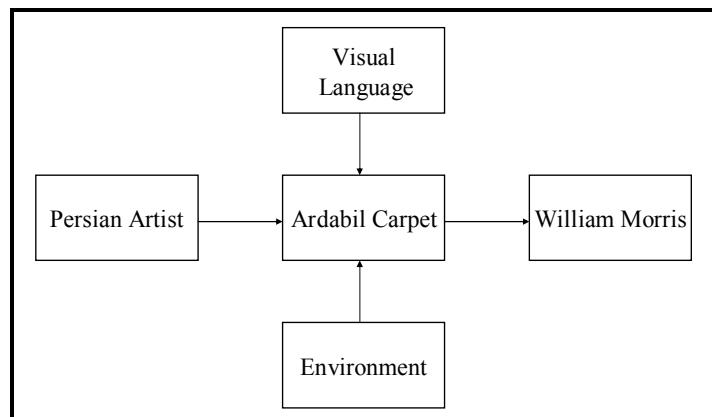 Visual
Language
Persian Artist
Ardabil Carpet
William Morris
Environment